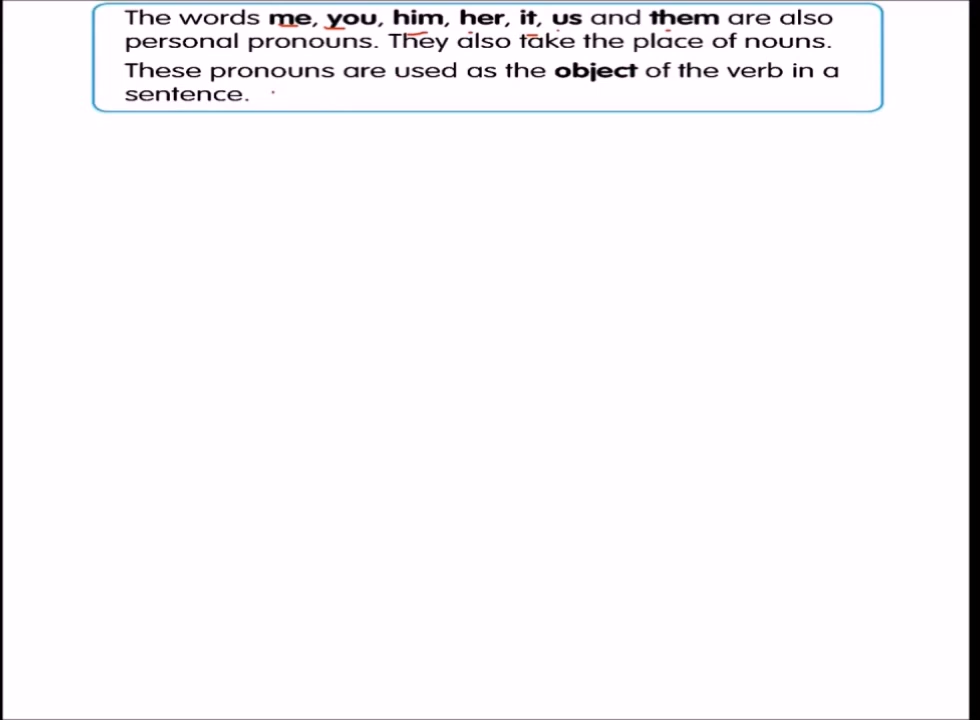 The words me, you, him, her, it, us and them are also
personal pronouns. They also take the place of nouns.
These pronouns are used as the object of the verb in a
sentence.